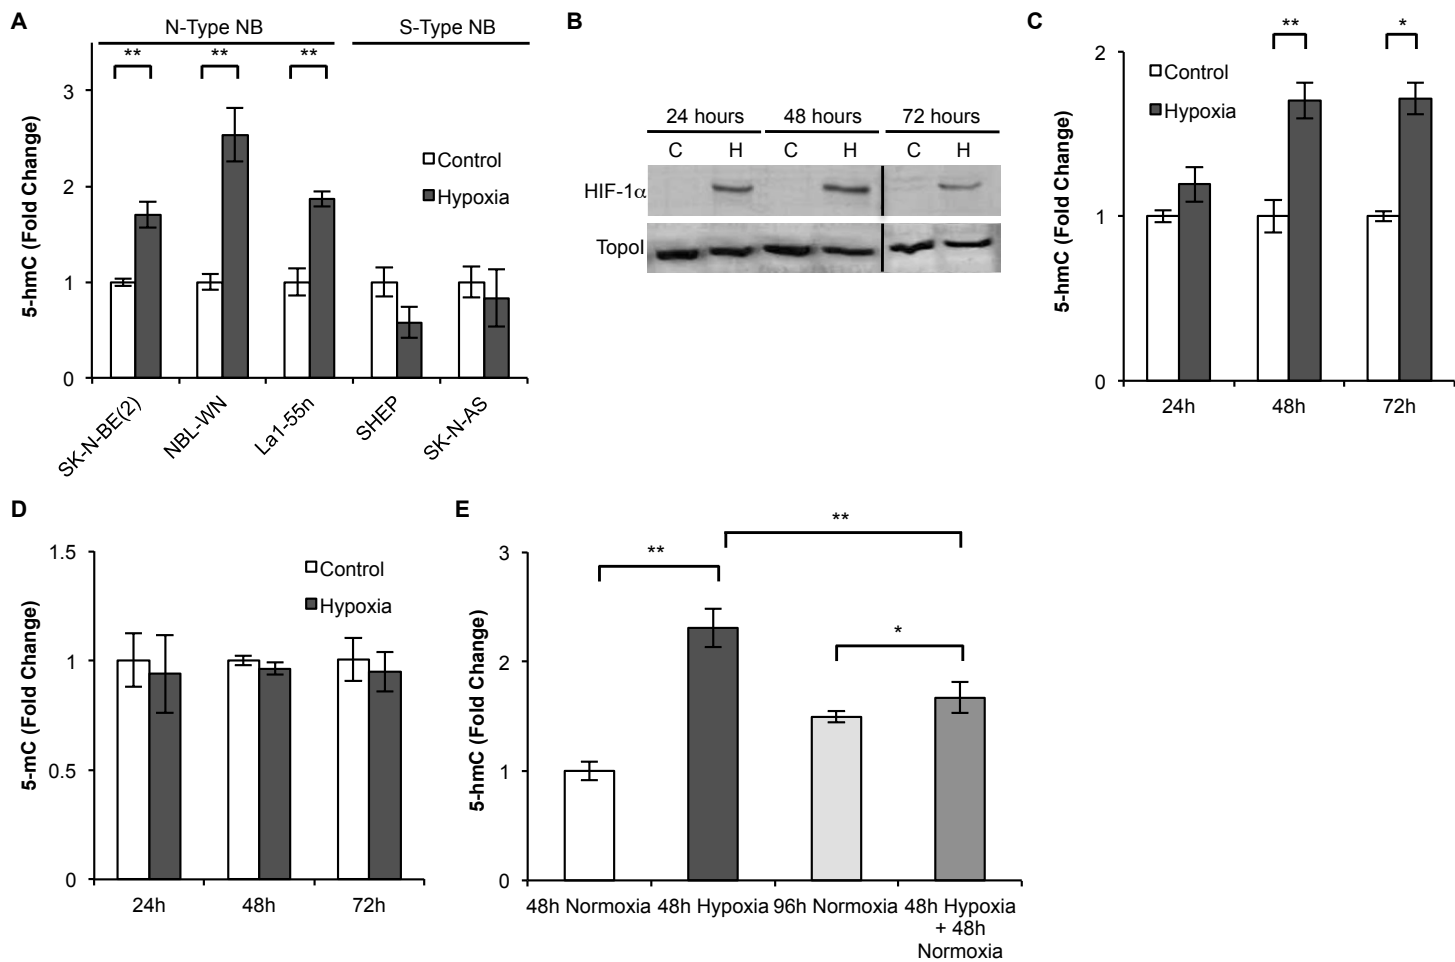 A
N-Type NB
S-Type NB
** ** **
5-hmC (Fold Change)
3
2
1
0
Control
Hypoxia
SK-N-BE(2)
NBL-WN
La1-55n
SHEP
SK-N-AS
B
24 hours 48 hours 72 hours
C H C H C H
HIF-1α
TopoI
C
** *
5-hmC (Fold Change)
2
1
0
Control
Hypoxia
24h 48h 72h
D
5-mC (Fold Change)
1.5
1
0.5
0
Control
Hypoxia
24h 48h 72h
E
**
**
*
5-hmC (Fold Change)
3
2
1
0
48h Normoxia 48h Hypoxia 96h Normoxia 48h Hypoxia
+ 48h
Normoxia